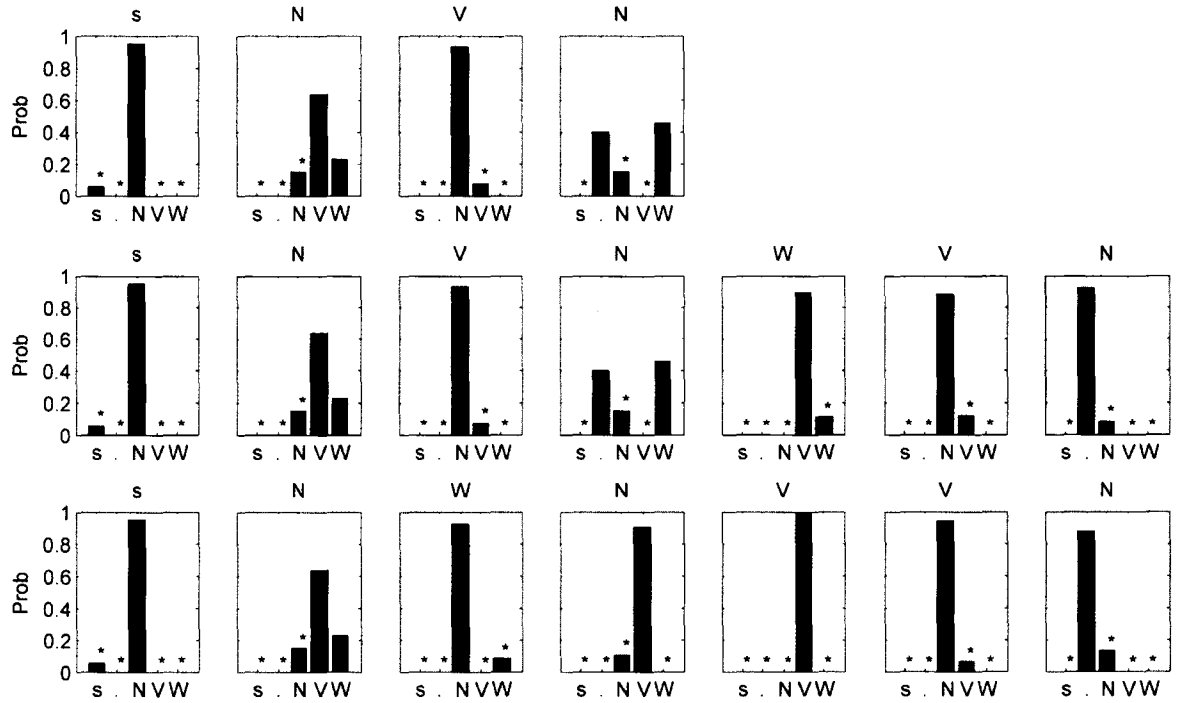 s N V N
1
0.8
0.6
0.4
0.2
0
Prob
* * * * * * * * * * *
s . N V W s . N V W s . N V W s . N V W
s N V N W V N
1
0.8
0.6
0.4
0.2
0
Prob
* * * * * * * * * * * * * * * * * * * * * * *
s . N V W s . N V W s . N V W s . N V W s . N V W s . N V W s . N V W
s N W N V V N
1
0.8
0.6
0.4
0.2
0
Prob
* * * * * * * * * * * * * * * * * * * * * * * * * *
s . N V W s . N V W s . N V W s . N V W s . N V W s . N V W s . N V W